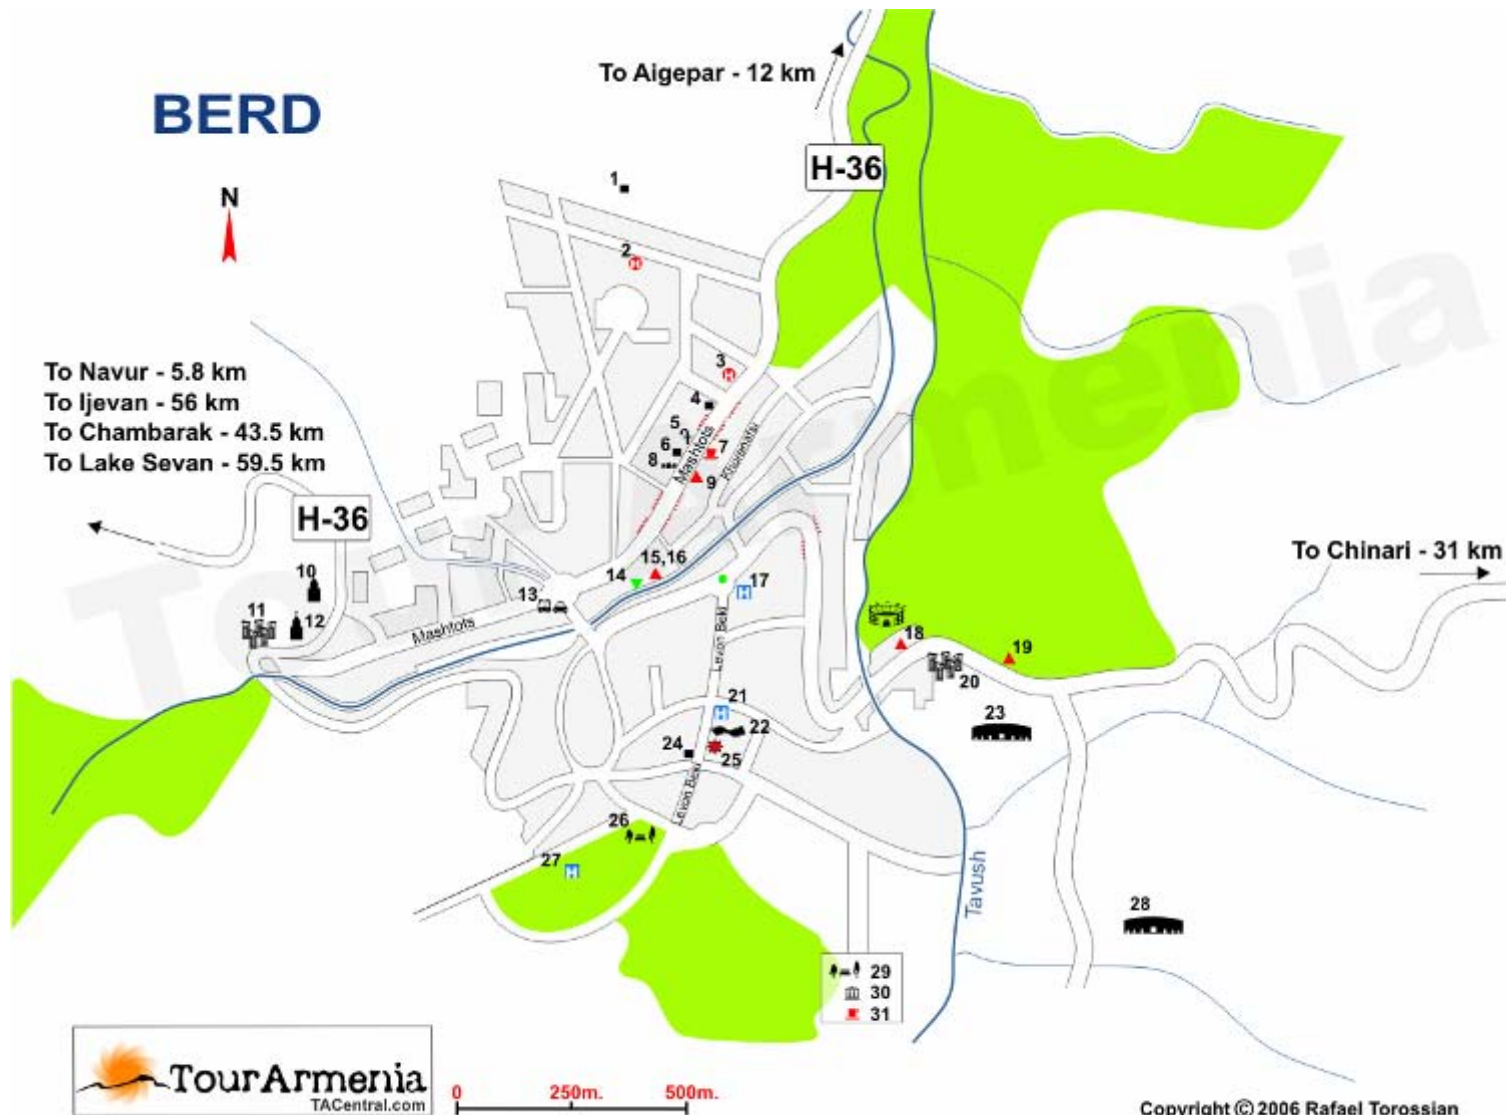 To Aigepar - 12 km
BERD
H-36
N
1
2
To Navur - 5.8 km
To Ijevan - 56 km
To Chambarak - 43.5 km
To Lake Sevan - 59.5 km
3
4
5
6
7
8
9
Mashtots
Khorenatsi
H-36
To Chinari - 31 km
10
11
12
13
14
15,16
17
Mashtots
Levon Beki
18
19
20
21
22
23
24
25
Levon Beki
26
27
Tavush
28
29
30
31
TourArmenia
TourArmenia
TACentral.com
0 250m. 500m.
Copyright © 2006 Rafael Torossian